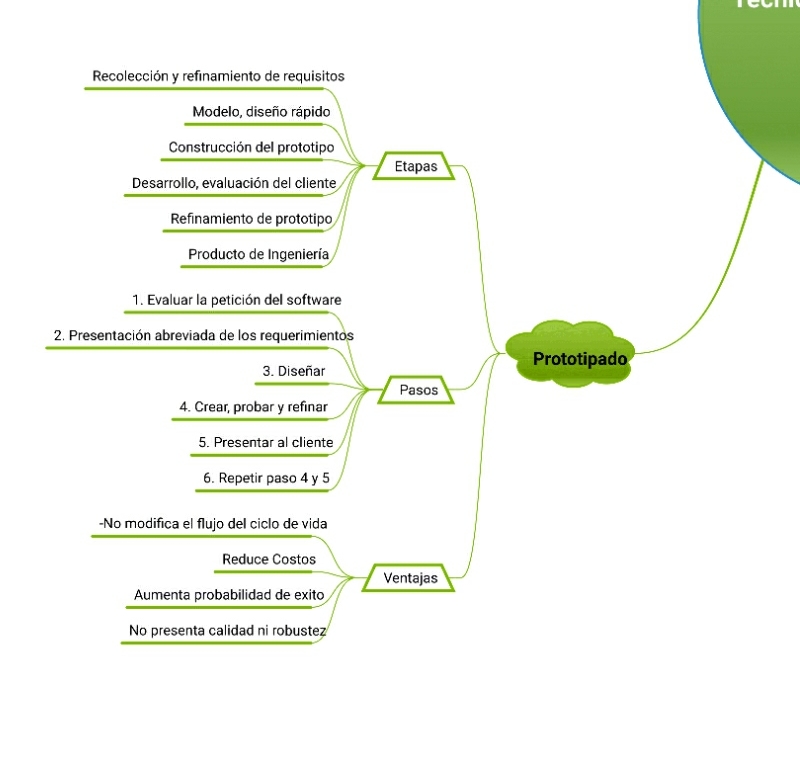 Recolección y refinamiento de requisitos
Modelo, diseño rápido
Construcción del prototipo
Desarrollo, evaluación del cliente
Refinamiento de prototipo
Producto de Ingeniería
Etapas
1. Evaluar la petición del software
2. Presentación abreviada de los requerimientos
3. Diseñar
4. Crear, probar y refinar
5. Presentar al cliente
6. Repetir paso 4 y 5
Pasos
-No modifica el flujo del ciclo de vida
Reduce Costos
Aumenta probabilidad de exito
No presenta calidad ni robustez
Ventajas
Prototipado